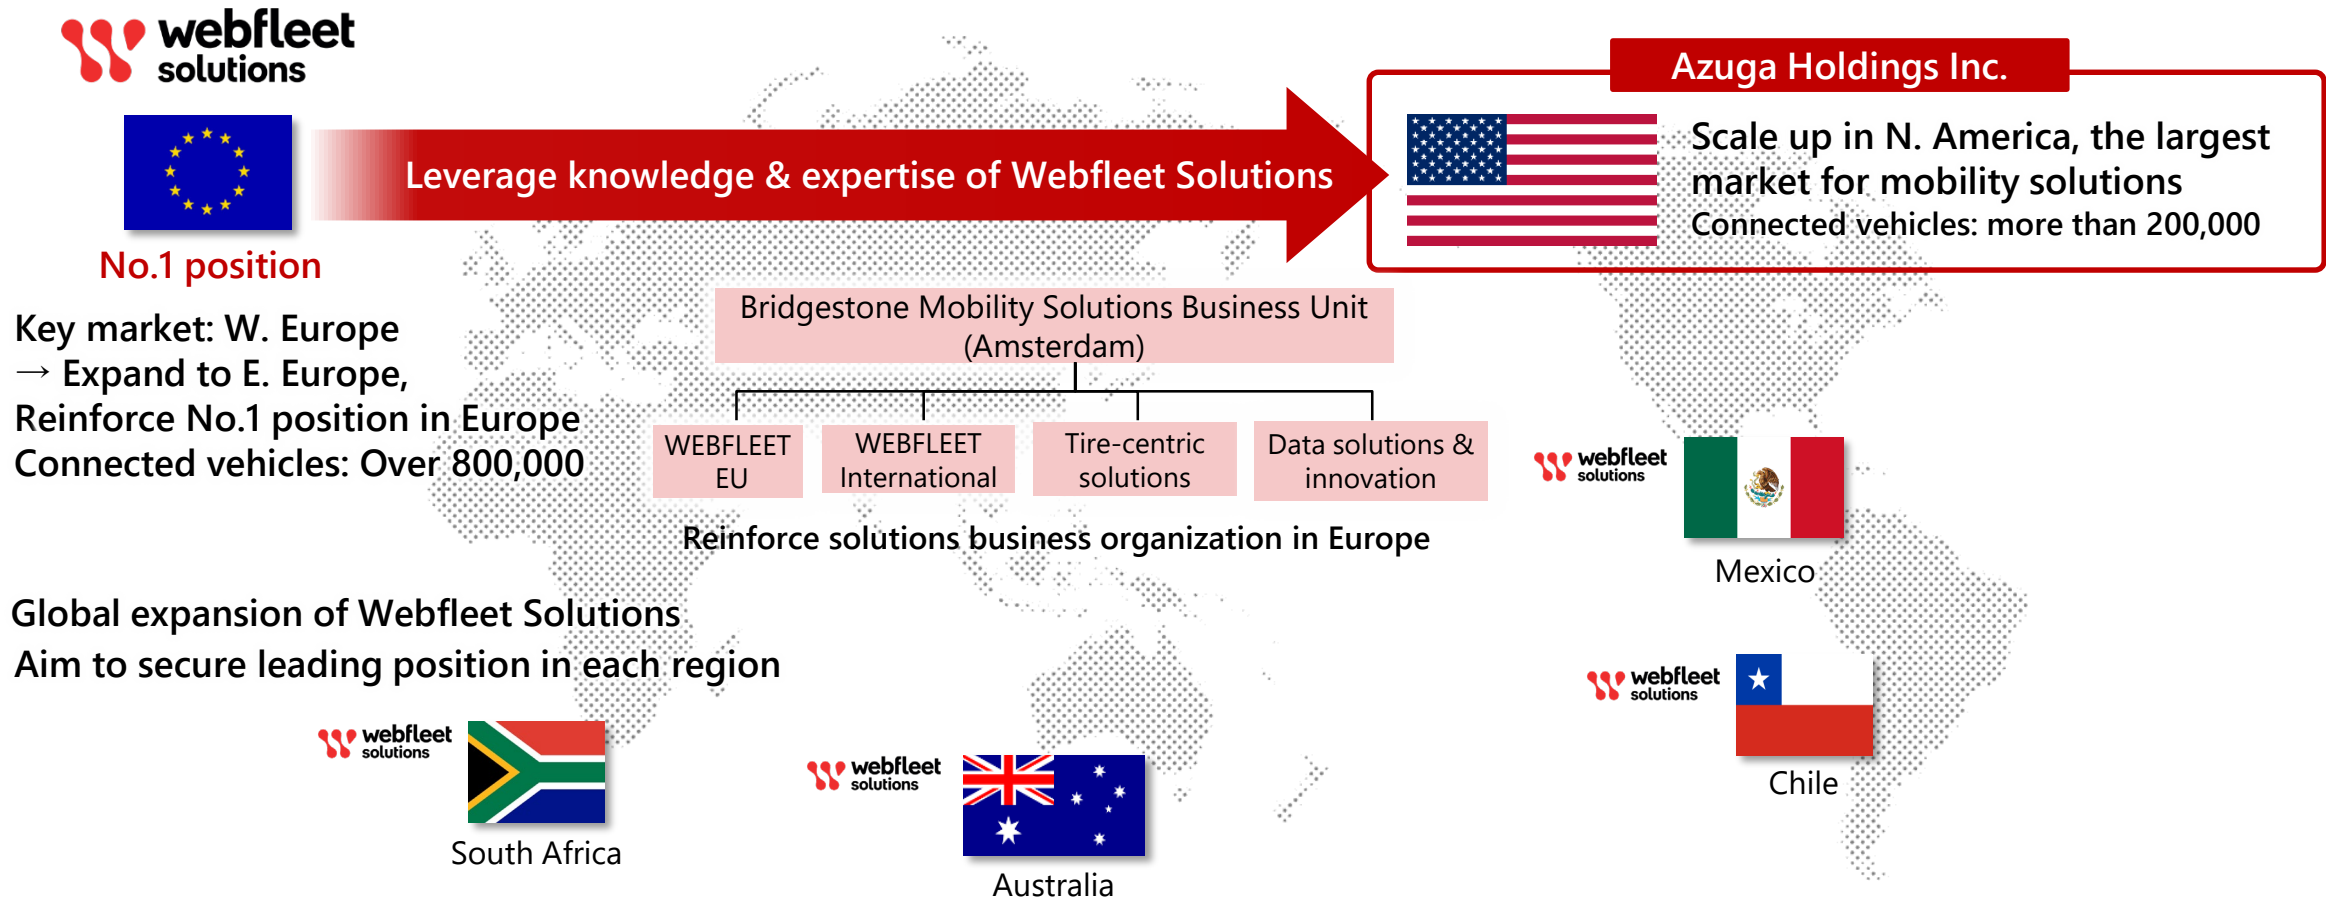 webfleet
solutions
Azuga Holdings Inc.
Leverage knowledge & expertise of Webfleet Solutions
Scale up in N. America, the largest
market for mobility solutions
Connected vehicles: more than 200,000
No.1 position
Key market: W. Europe
→ Expand to E. Europe,
Reinforce No.1 position in Europe
Connected vehicles: Over 800,000
Bridgestone Mobility Solutions Business Unit
(Amsterdam)
WEBFLEET
EU
WEBFLEET
International
Tire-centric
solutions
Data solutions &
innovation
Reinforce solutions business organization in Europe
webfleet
solutions
Mexico
Global expansion of Webfleet Solutions
Aim to secure leading position in each region
webfleet
solutions
Chile
webfleet
solutions
South Africa
webfleet
solutions
Australia